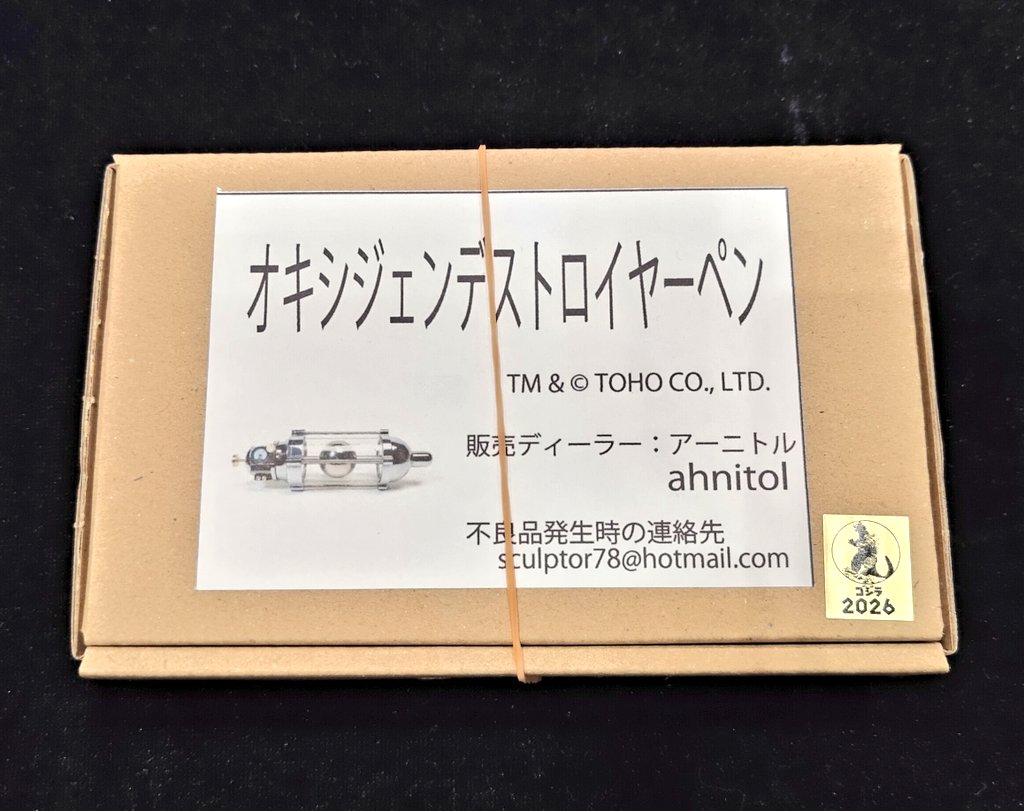 オキシジェンデストロイヤーペン
TM & © TOHO CO., LTD.
販売ディーラー：アーニトル
ahnitol
不良品発生時の連絡先
sculptor78@hotmail.com
ゴジラ
2026